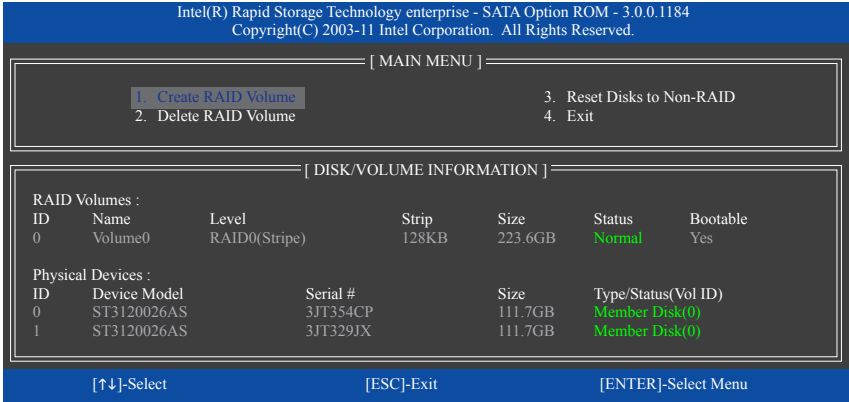 Intel(R) Rapid Storage Technology enterprise - SATA Option ROM - 3.0.0.1184
Copyright(C) 2003-11 Intel Corporation. All Rights Reserved.
[ MAIN MENU ]
1. Create RAID Volume 3. Reset Disks to Non-RAID
2. Delete RAID Volume 4. Exit
[ DISK/VOLUME INFORMATION ]
RAID Volumes :
ID Name Level Strip Size Status Bootable
0 Volume0 RAID0(Stripe) 128KB 223.6GB Normal Yes
Physical Devices :
ID Device Model Serial # Size Type/Status(Vol ID)
0 ST3120026AS 3JT354CP 111.7GB Member Disk(0)
1 ST3120026AS 3JT329JX 111.7GB Member Disk(0)
[↑↓]-Select [ESC]-Exit [ENTER]-Select Menu